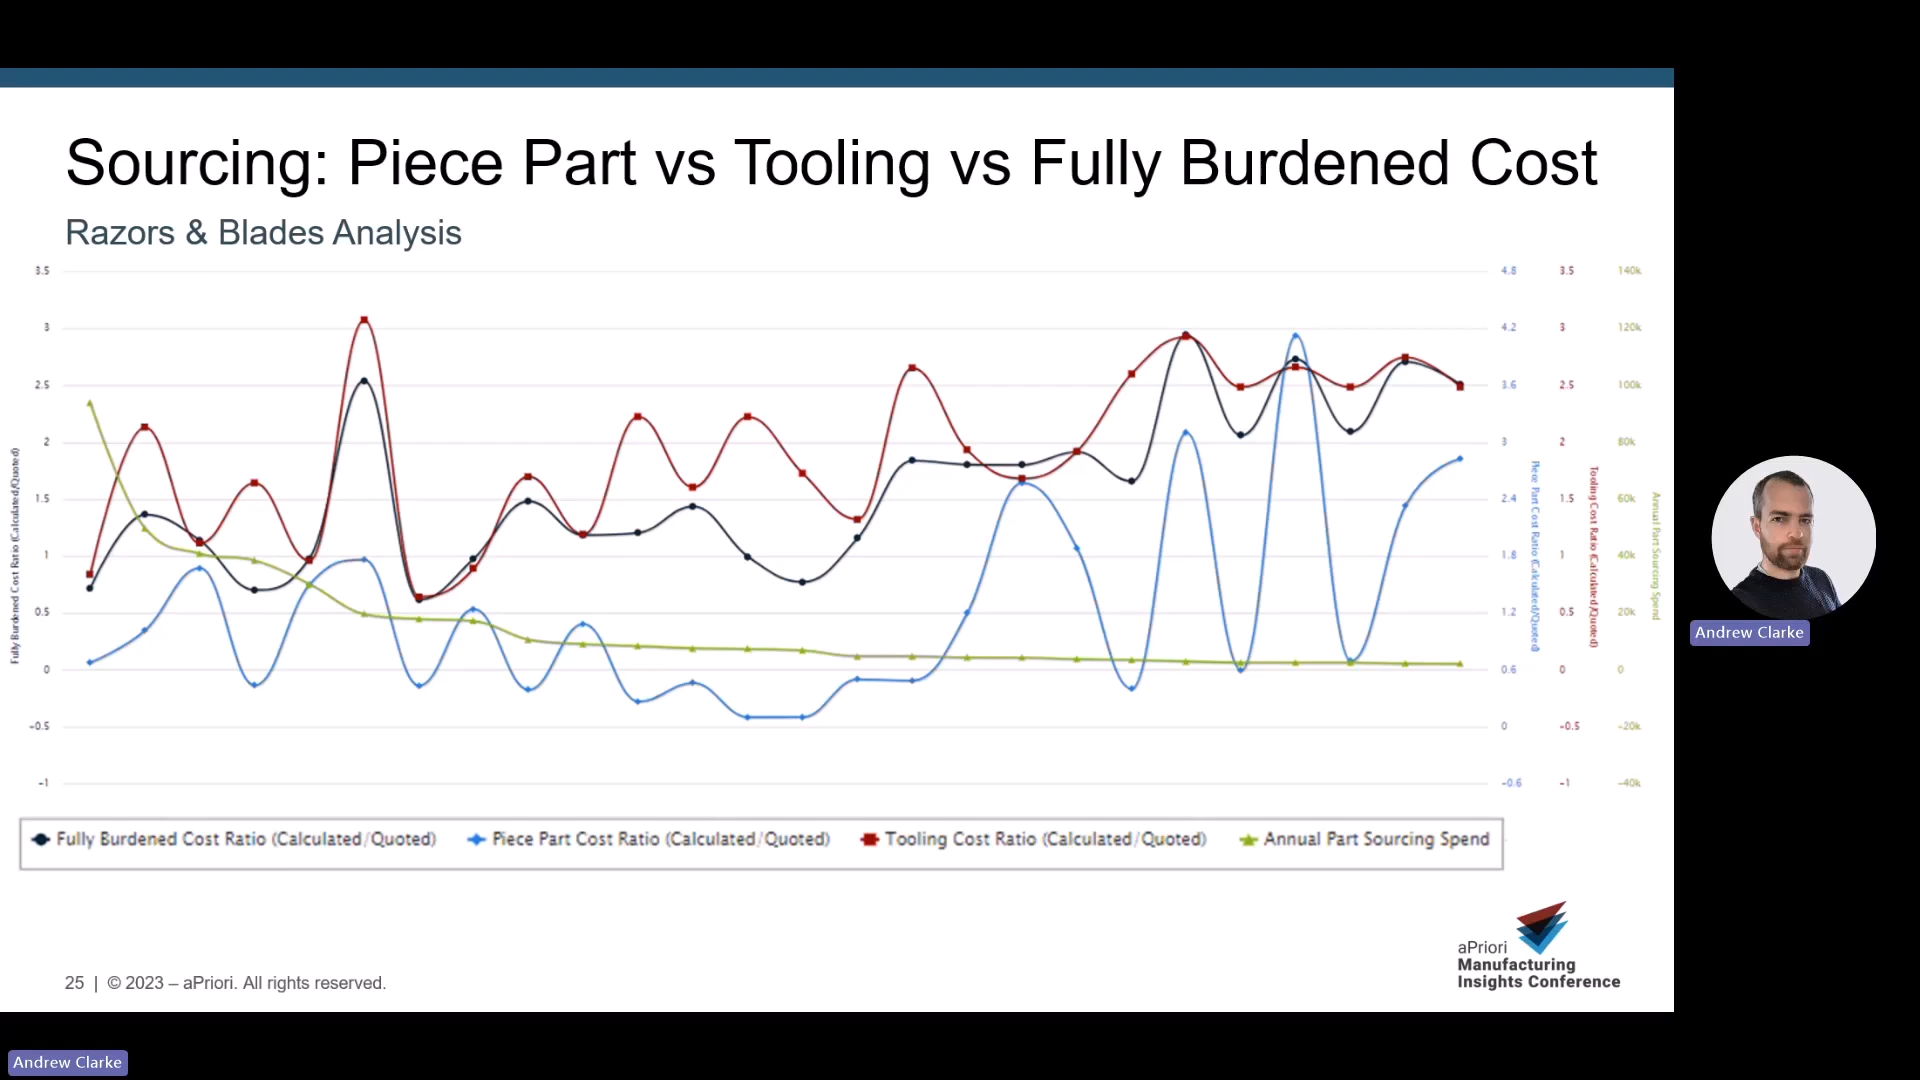 Sourcing: Piece Part vs Tooling vs Fully Burdened Cost
Razors & Blades Analysis
3.5
3
2.5
2
1.5
1
0.5
0
-0.5
-1
Fully Burdened Cost Ratio (Calculated/Quoted)
4.8
4.2
3.6
3
2.4
1.8
1.2
0.6
0
-0.6
Piece Part Cost Ratio (Calculated/Quoted)
3.5
3
2.5
2
1.5
1
0.5
0
-0.5
-1
Tooling Cost Ratio (Calculated/Quoted)
140k
120k
100k
80k
60k
40k
20k
0
-20k
-40k
Annual Part Sourcing Spend
Fully Burdened Cost Ratio (Calculated/Quoted) Piece Part Cost Ratio (Calculated/Quoted) Tooling Cost Ratio (Calculated/Quoted) Annual Part Sourcing Spend
25 | © 2023 – aPriori. All rights reserved.
aPriori
Manufacturing
Insights Conference
Andrew Clarke
Andrew Clarke